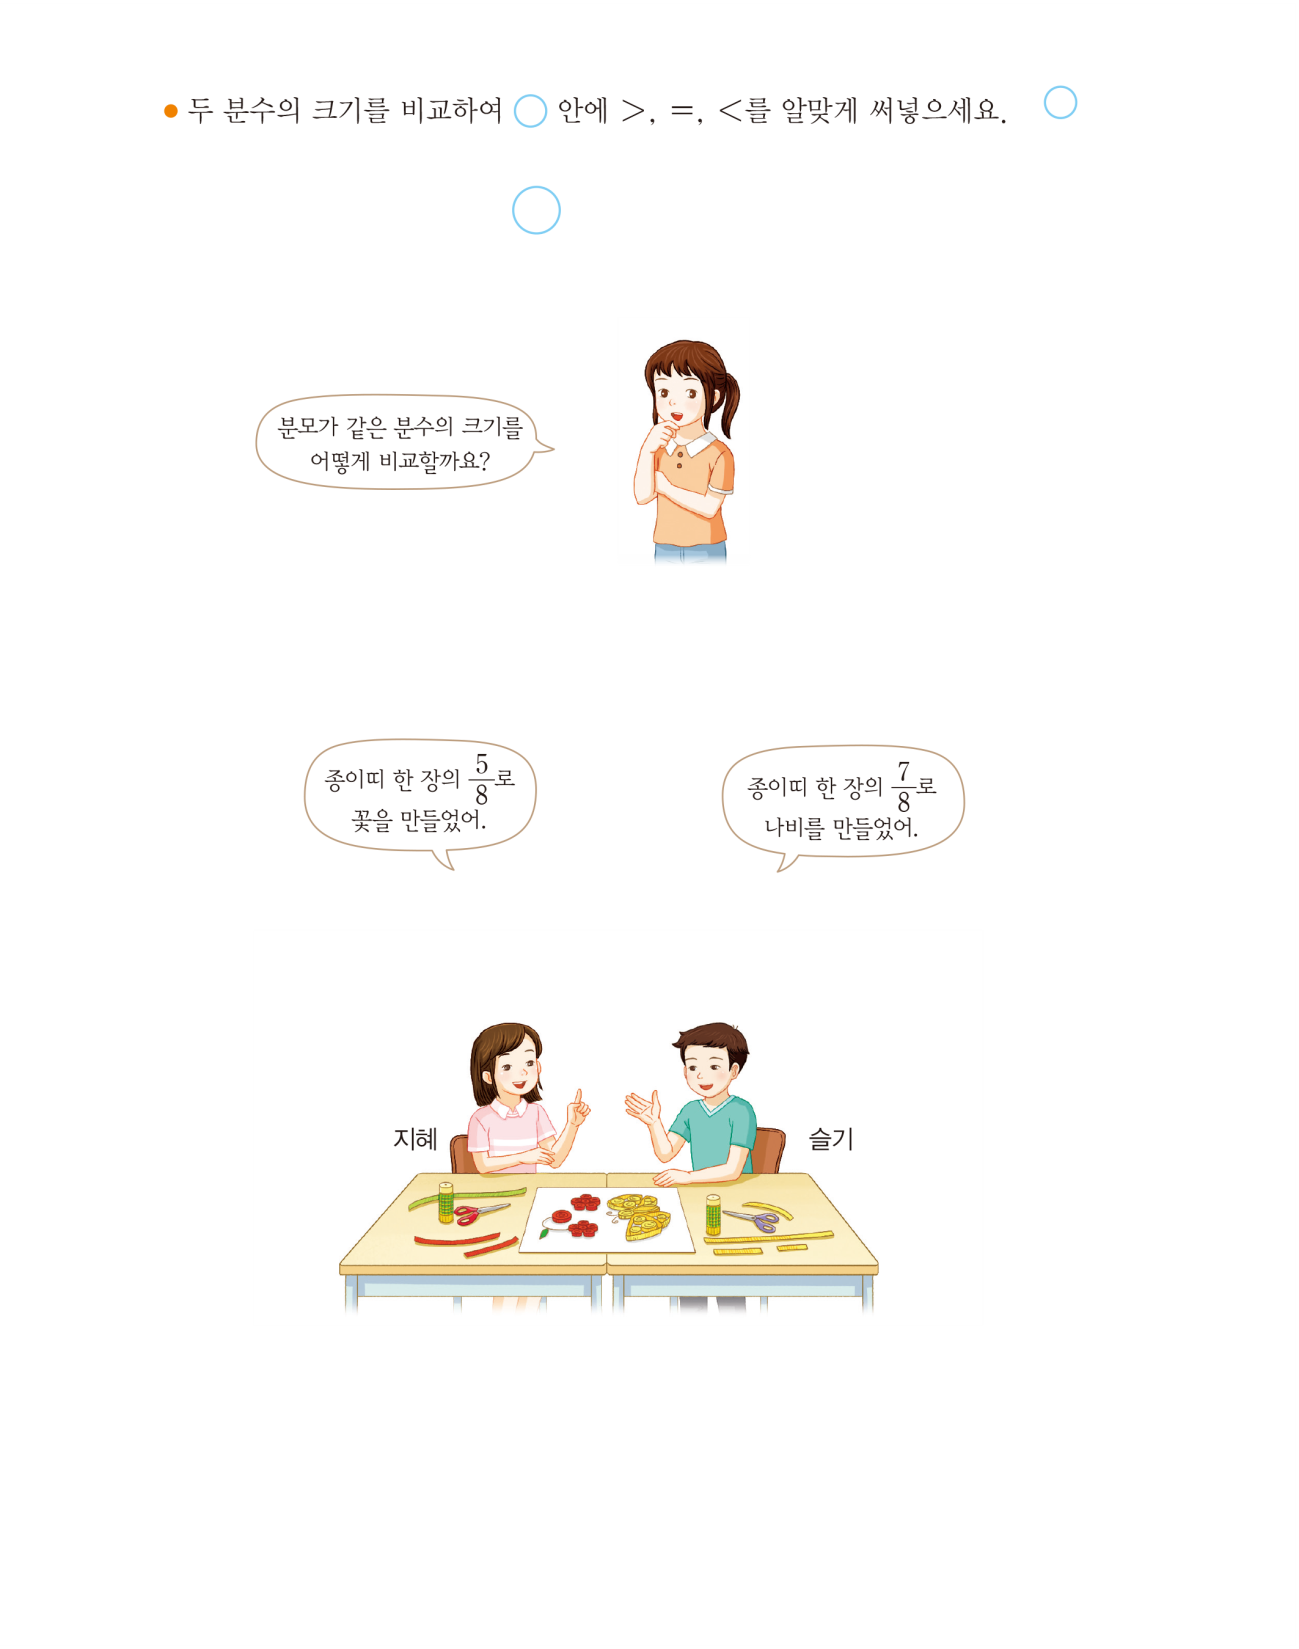 ● 두 분수의 크기를 비교하여 ○ 안에 >, =, <를 알맞게 써넣으세요.
분모가 같은 분수의 크기를
어떻게 비교할까요?
종이띠 한 장의 5/8로
꽃을 만들었어.
종이띠 한 장의 7/8로
나비를 만들었어.
지혜
슬기